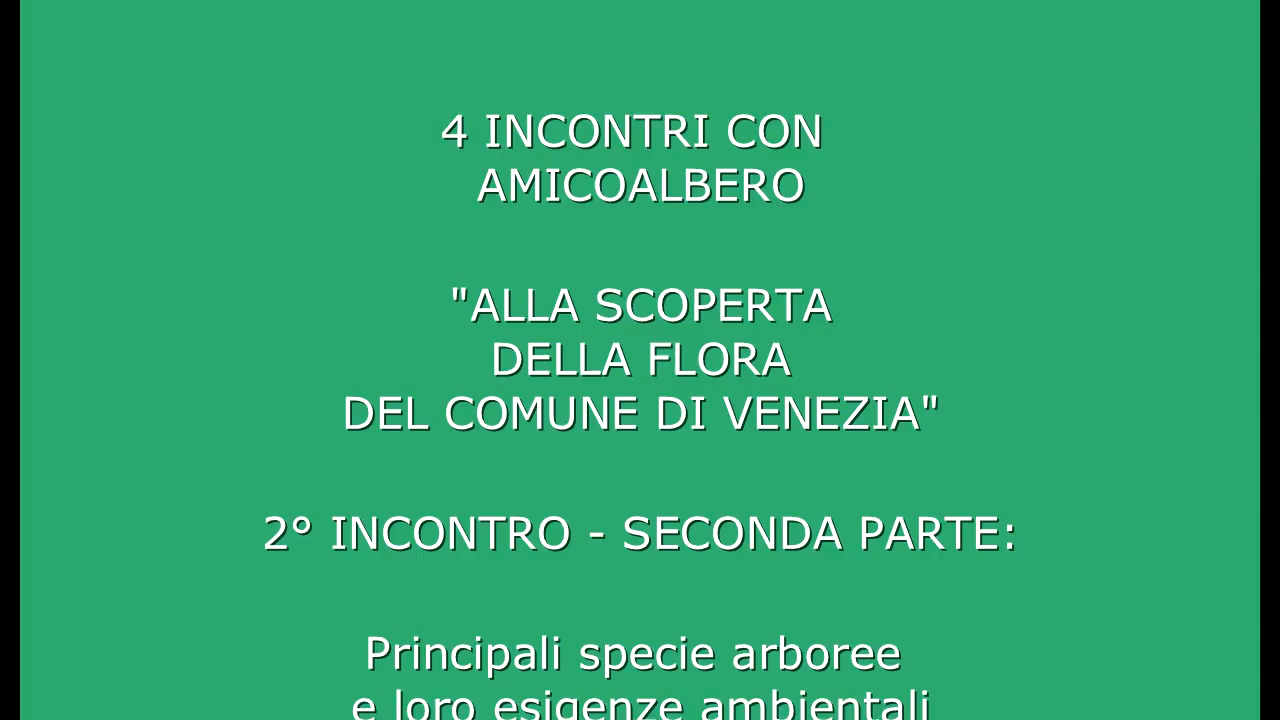 4 INCONTRI CON
AMICOALBERO
"ALLA SCOPERTA
DELLA FLORA
DEL COMUNE DI VENEZIA"
2° INCONTRO - SECONDA PARTE:
Principali specie arboree
e loro esigenze ambientali